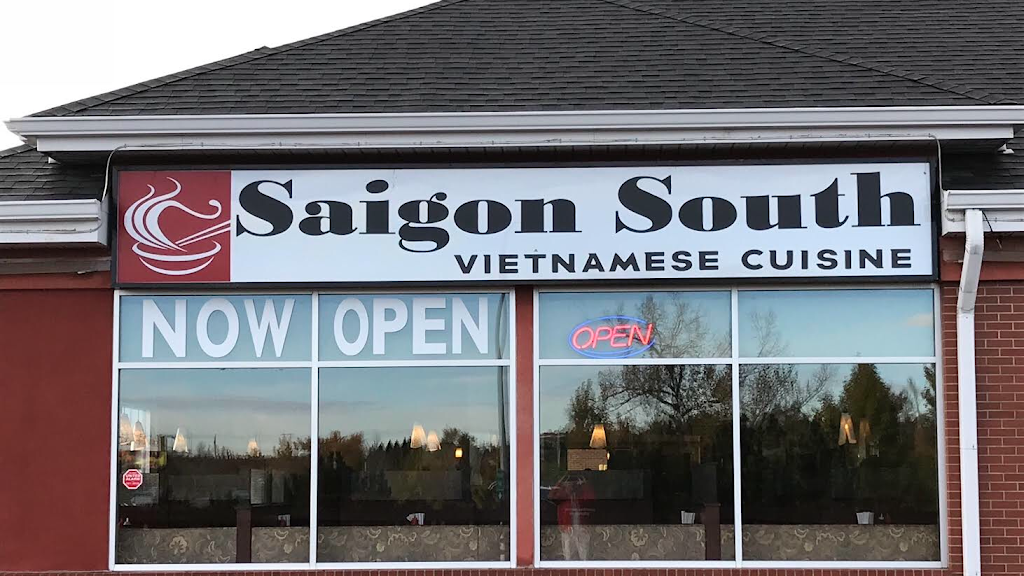 Saigon South
VIETNAMESE CUISINE
NOW OPEN
OPEN